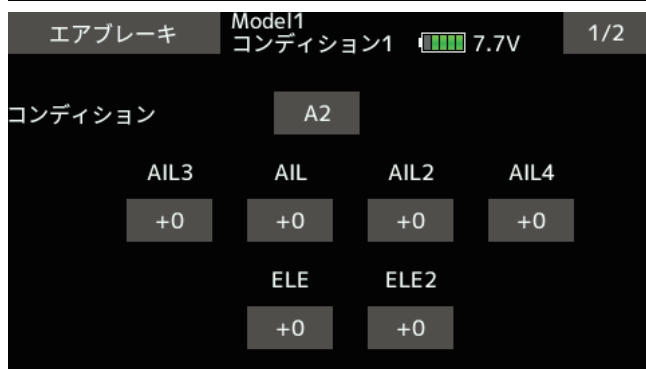 エアブレーキ Model1 コンディション1 7.7V 1/2
コンディション A2
AIL3 AIL AIL2 AIL4
+0 +0 +0 +0
ELE ELE2
+0 +0